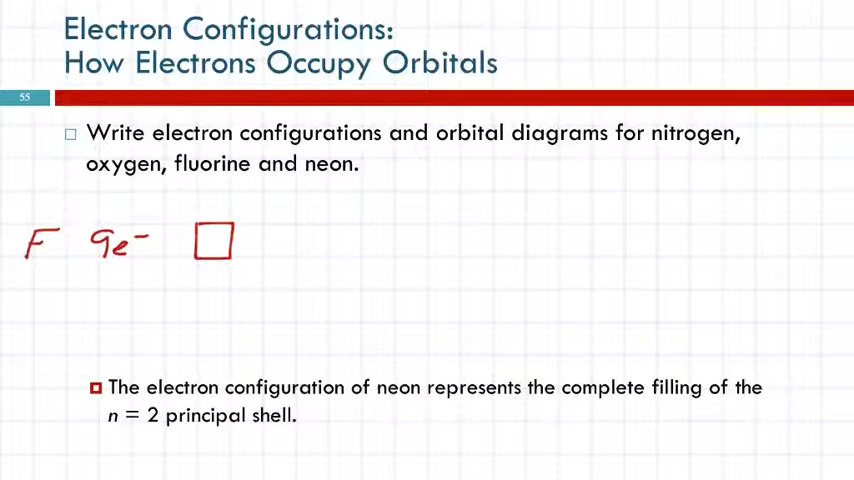 Electron Configurations:
How Electrons Occupy Orbitals
55
Write electron configurations and orbital diagrams for nitrogen,
oxygen, fluorine and neon.
F 9e-
The electron configuration of neon represents the complete filling of the
n = 2 principal shell.